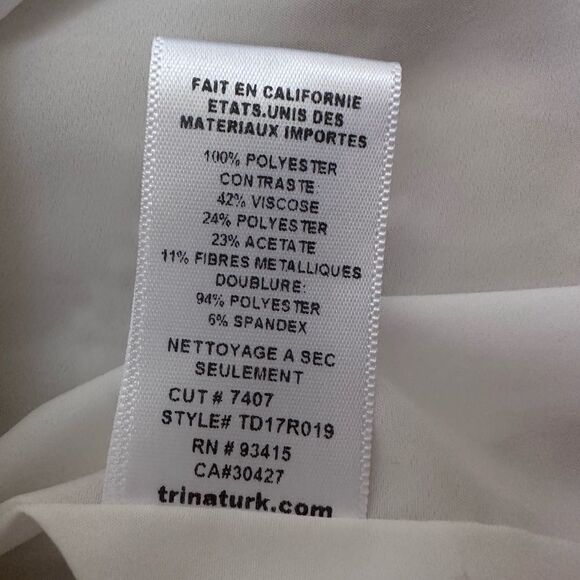 FAIT EN CALIFORNIE
ETATS.UNIS DES
MATERIAUX IMPORTES
100% POLYESTER
CONTRASTE
42% VISCOSE
24% POLYESTER
23% ACETATE
11% FIBRES METALLIQUES
DOUBLURE:
94% POLYESTER
6% SPANDEX
NETTOYAGE A SEC
SEULEMENT
CUT # 7407
STYLE# TD17R019
RN # 93415
CA#30427
trinaturk.com